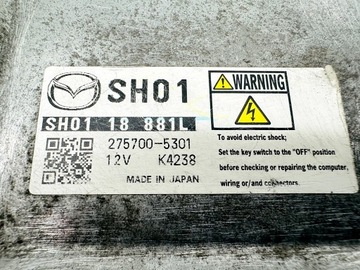 SH01
SH01 18 881L
275700-5301
12V K4238
MADE IN JAPAN
WARNING
To avoid electric shock;
Set the key switch to the "OFF" position
before checking or repairing the computer,
wiring or/and connectors.